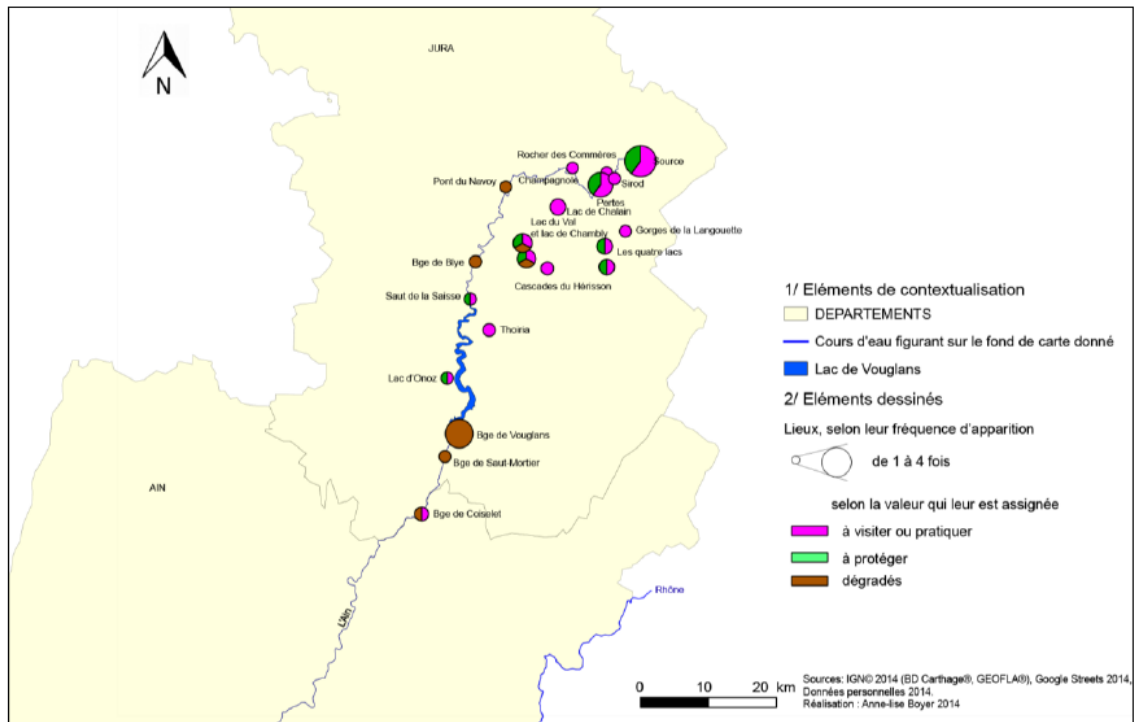 JURA
N
Rocher des Commères
Source
Champagnole
Sirod
Pont du Navoy
Pertes
Lac de Chalain
Lac du Val
et lac de Chambly
Gorges de la Langouette
Les quatre lacs
Bge de Blye
Cascades du Hérisson
Saut de la Saisse
Thoiria
Lac d'Onoz
Bge de Vouglans
Bge de Saut-Mortier
AIN
Bge de Coiselet
L'Ain
Rhône
1/ Eléments de contextualisation
DEPARTEMENTS
Cours d'eau figurant sur le fond de carte donné
Lac de Vouglans
2/ Eléments dessinés
Lieux, selon leur fréquence d'apparition
de 1 à 4 fois
selon la valeur qui leur est assignée
à visiter ou pratiquer
à protéger
dégradés
0 10 20 km
Sources: IGN© 2014 (BD Carthage®, GEOFLA®), Google Streets 2014,
Données personnelles 2014.
Réalisation : Anne-lise Boyer 2014